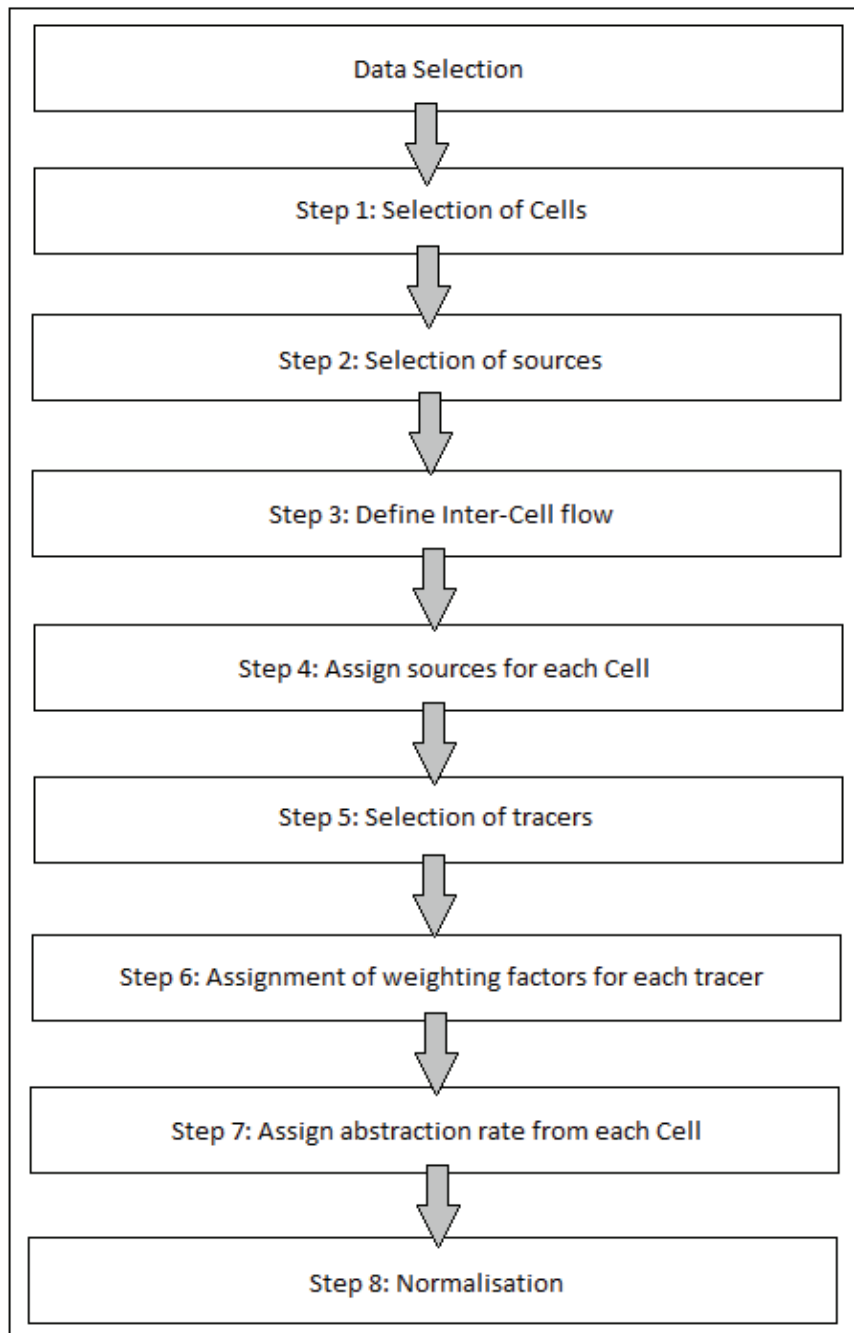 Data Selection
Step 1: Selection of Cells
Step 2: Selection of sources
Step 3: Define Inter-Cell flow
Step 4: Assign sources for each Cell
Step 5: Selection of tracers
Step 6: Assignment of weighting factors for each tracer
Step 7: Assign abstraction rate from each Cell
Step 8: Normalisation